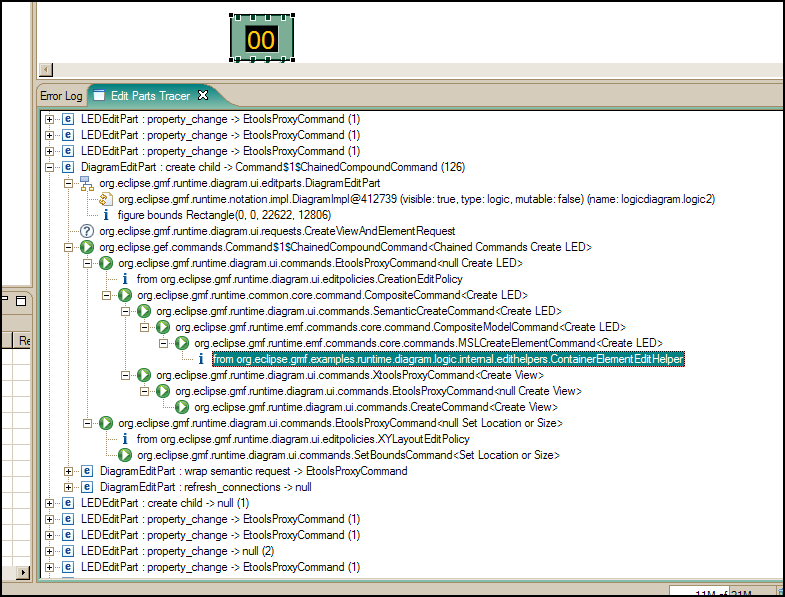 00
Error Log Edit Parts Tracer
LEDEditPart : property_change -> EtoolsProxyCommand (1)
LEDEditPart : property_change -> EtoolsProxyCommand (1)
LEDEditPart : property_change -> EtoolsProxyCommand (1)
DiagramEditPart : create child -> Command$1$ChainedCompoundCommand (126)
org.eclipse.gmf.runtime.diagram.ui.editparts.DiagramEditPart
org.eclipse.gmf.runtime.notation.impl.DiagramImpl@412739 (visible: true, type: logic, mutable: false) (name: logicdiagram.logic2)
figure bounds Rectangle(0, 0, 22622, 12806)
org.eclipse.gmf.runtime.diagram.ui.requests.CreateViewAndElementRequest
org.eclipse.gef.commands.Command$1$ChainedCompoundCommand<Chained Commands Create LED>
org.eclipse.gmf.runtime.diagram.ui.commands.EtoolsProxyCommand<null Create LED>
from org.eclipse.gmf.runtime.diagram.ui.editpolicies.CreationEditPolicy
org.eclipse.gmf.runtime.common.core.command.CompositeCommand<Create LED>
org.eclipse.gmf.runtime.diagram.ui.commands.SemanticCreateCommand<Create LED>
org.eclipse.gmf.runtime.emf.commands.core.command.CompositeModelCommand<Create LED>
org.eclipse.gmf.runtime.emf.commands.core.commands.MSLCreateElementCommand<Create LED>
from org.eclipse.gmf.examples.runtime.diagram.logic.internal.edithelpers.ContainerElementEditHelper
org.eclipse.gmf.runtime.diagram.ui.commands.XtoolsProxyCommand<Create View>
org.eclipse.gmf.runtime.diagram.ui.commands.EtoolsProxyCommand<null Create View>
org.eclipse.gmf.runtime.diagram.ui.commands.CreateCommand<Create View>
org.eclipse.gmf.runtime.diagram.ui.commands.EtoolsProxyCommand<null Set Location or Size>
from org.eclipse.gmf.runtime.diagram.ui.editpolicies.XYLayoutEditPolicy
org.eclipse.gmf.runtime.diagram.ui.commands.SetBoundsCommand<Set Location or Size>
DiagramEditPart : wrap semantic request -> EtoolsProxyCommand
DiagramEditPart : refresh_connections -> null
LEDEditPart : create child -> null (1)
LEDEditPart : property_change -> EtoolsProxyCommand (1)
LEDEditPart : property_change -> EtoolsProxyCommand (1)
LEDEditPart : property_change -> null (2)
LEDEditPart : property_change -> EtoolsProxyCommand (1)
Re